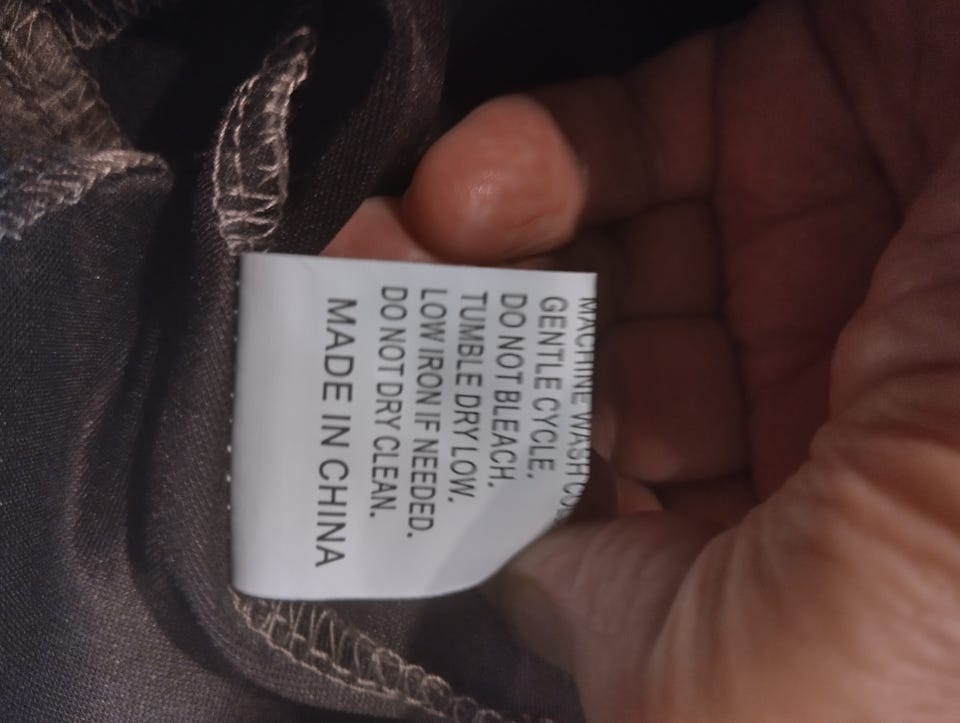 MACHINE WASH
GENTLE CYCLE.
DO NOT BLEACH.
TUMBLE DRY LOW.
LOW IRON IF NEEDED.
DO NOT DRY CLEAN.
MADE IN CHINA